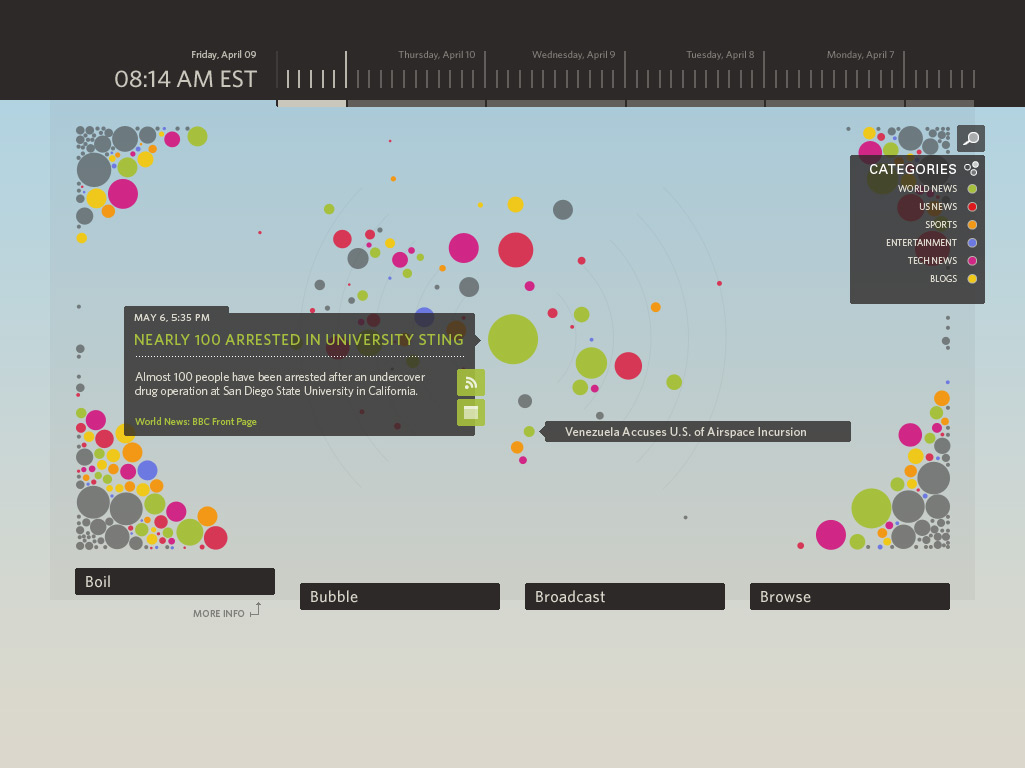 Friday, April 09
Thursday, April 10
Wednesday, April 9
Tuesday, April 8
Monday, April 7
08:14 AM EST
CATEGORIES
WORLD NEWS
US NEWS
SPORTS
ENTERTAINMENT
TECH NEWS
BLOGS
MAY 6, 5:35 PM
NEARLY 100 ARRESTED IN UNIVERSITY STING
Almost 100 people have been arrested after an undercover
drug operation at San Diego State University in California.
World News: BBC Front Page
Venezuela Accuses U.S. of Airspace Incursion
Boil
Bubble
Broadcast
Browse
MORE INFO